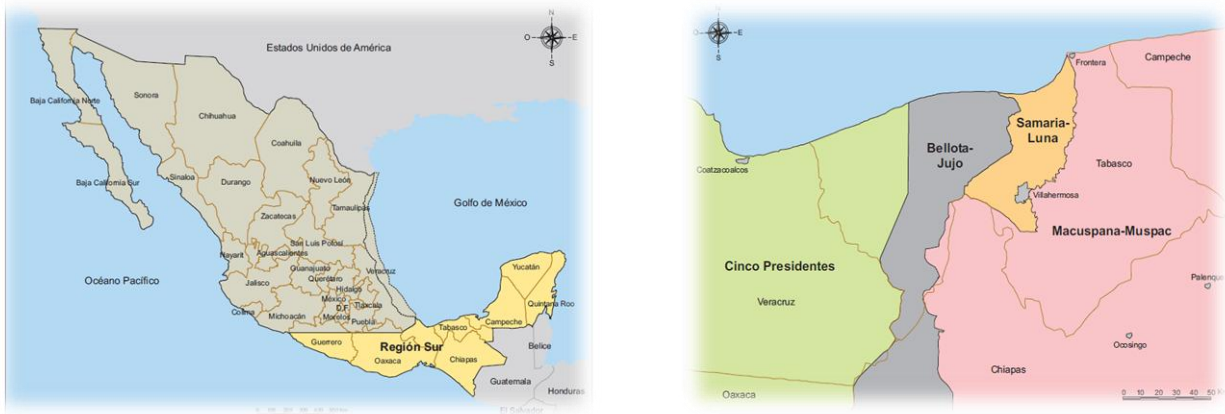 N
O
E
S
Estados Unidos de América
Baja California Norte
Sonora
Chihuahua
Coahuila
Baja California Sur
Sinaloa
Durango
Nuevo León
Tamaulipas
Zacatecas
Golfo de México
San Luis Potosí
Nayarit
Aguascalientes
Océano Pacífico
Jalisco
Guanajuato
Querétaro
Hidalgo
Veracruz
México
D.F.
Tlaxcala
Colima
Michoacán
Morelos
Puebla
Yucatán
Quintana Roo
Campeche
Tabasco
Guerrero
Región Sur
Oaxaca
Chiapas
Belice
Guatemala
Honduras
El Salvador
N
O
E
S
Frontera
Campeche
Samaria-
Luna
Bellota-
Jujo
Coatzacoalcos
Tabasco
Villahermosa
Macuspana-Muspac
Cinco Presidentes
Palenque
Veracruz
Ocosingo
Chiapas
Oaxaca
0 10 20 30 40 50